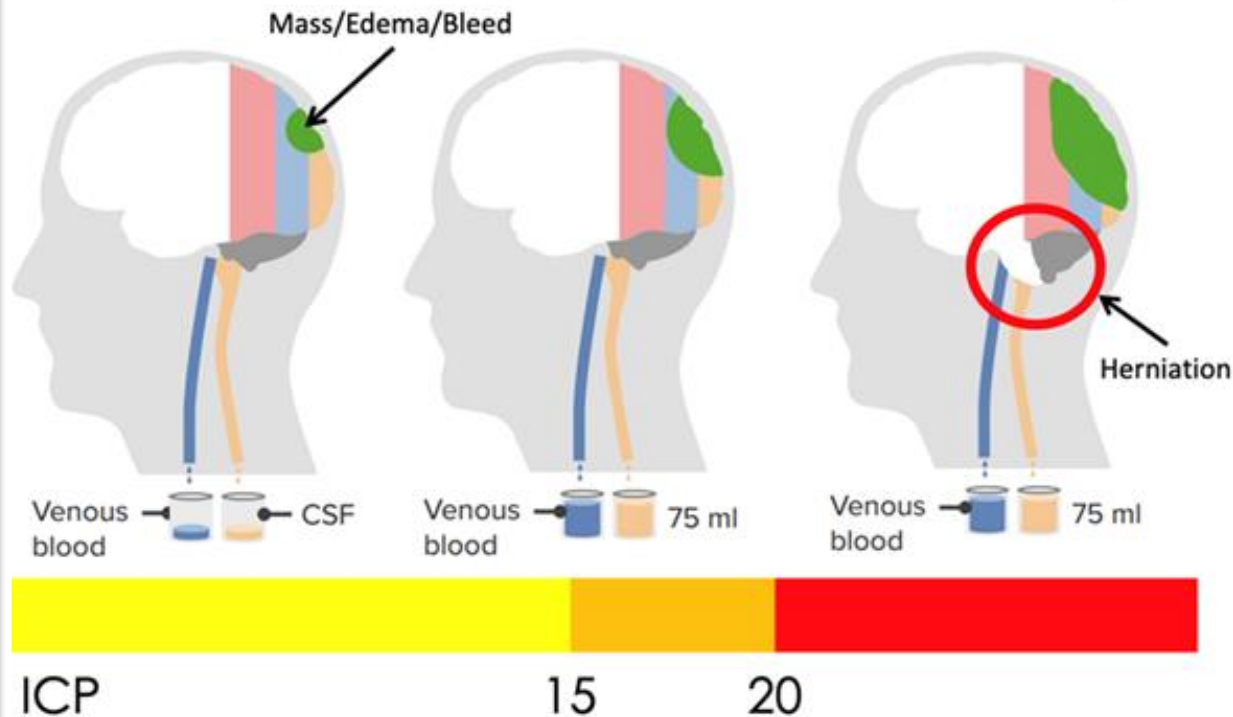 Mass/Edema/Bleed
Herniation
Venous
blood
CSF
Venous
blood
75 ml
Venous
blood
75 ml
ICP
15
20